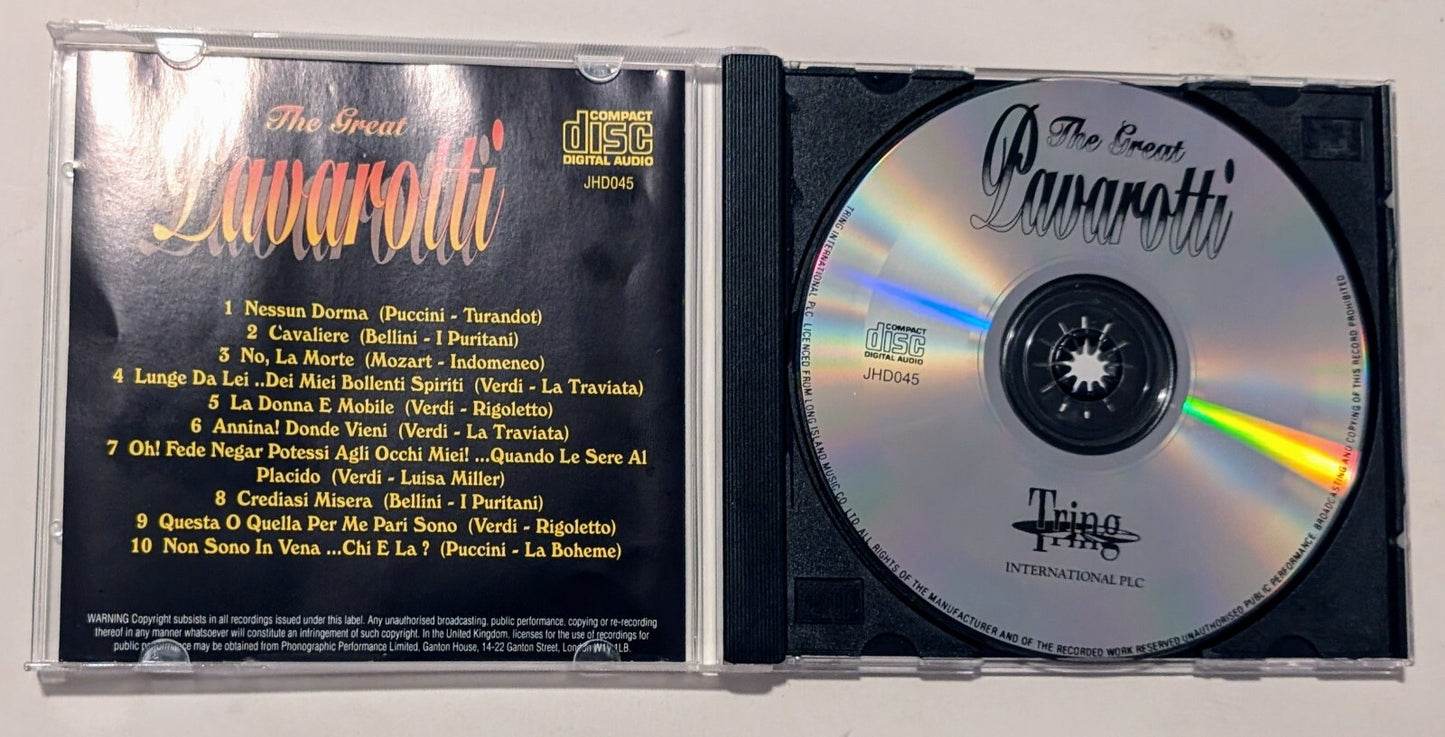 The Great
Pavarotti
COMPACT
disc
DIGITAL AUDIO
JHD045
1 Nessun Dorma (Puccini - Turandot)
2 Cavaliere (Bellini - I Puritani)
3 No, La Morte (Mozart - Indomeneo)
4 Lunge Da Lei ..Dei Miei Bollenti Spiriti (Verdi - La Traviata)
5 La Donna E Mobile (Verdi - Rigoletto)
6 Annina! Donde Vieni (Verdi - La Traviata)
7 Oh! Fede Negar Potessi Agli Occhi Miei! ...Quando Le Sere Al
Placido (Verdi - Luisa Miller)
8 Crediasi Misera (Bellini - I Puritani)
9 Questa O Quella Per Me Pari Sono (Verdi - Rigoletto)
10 Non Sono In Vena ...Chi E La ? (Puccini - La Boheme)
WARNING Copyright subsists in all recordings issued under this label. Any unauthorised broadcasting, public performance, copying or re-recording
thereof in any manner whatsoever will constitute an infringement of such copyright. In the United Kingdom, licenses for the use of recordings for
public performance may be obtained from Phonographic Performance Limited, Ganton House, 14-22 Ganton Street, London W1V 1LB.
The Great
Pavarotti
COMPACT
disc
DIGITAL AUDIO
JHD045
Tring
INTERNATIONAL PLC
TRING INTERNATIONAL PLC LICENCED FROM LONG ISLAND MUSIC CO. LTD. ALL RIGHTS OF THE MANUFACTURER AND OF THE RECORDED WORK RESERVED UNAUTHORISED PUBLIC PERFORMANCE BROADCASTING AND COPYING OF THIS RECORD PROHIBITED